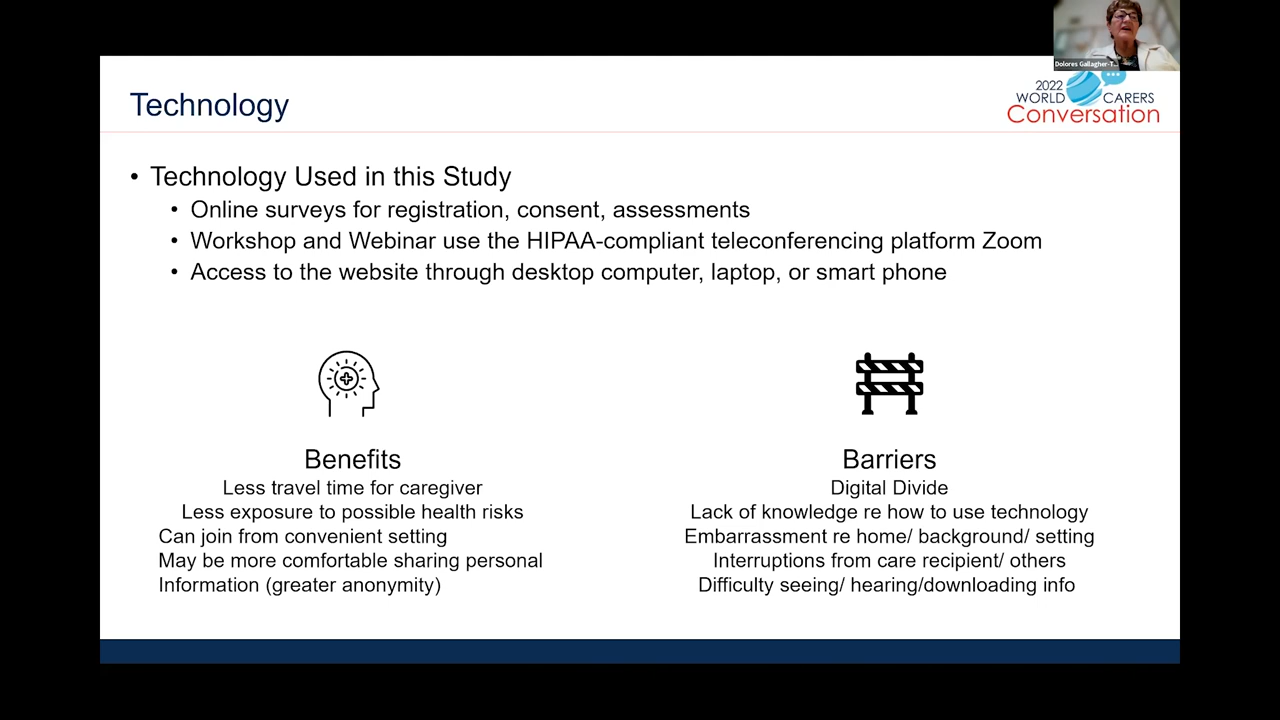 Dolores Gallagher-T...
Technology
2022
WORLD CARERS
Conversation
• Technology Used in this Study
• Online surveys for registration, consent, assessments
• Workshop and Webinar use the HIPAA-compliant teleconferencing platform Zoom
• Access to the website through desktop computer, laptop, or smart phone
Benefits
Less travel time for caregiver
Less exposure to possible health risks
Can join from convenient setting
May be more comfortable sharing personal
Information (greater anonymity)
Barriers
Digital Divide
Lack of knowledge re how to use technology
Embarrassment re home/ background/ setting
Interruptions from care recipient/ others
Difficulty seeing/ hearing/downloading info